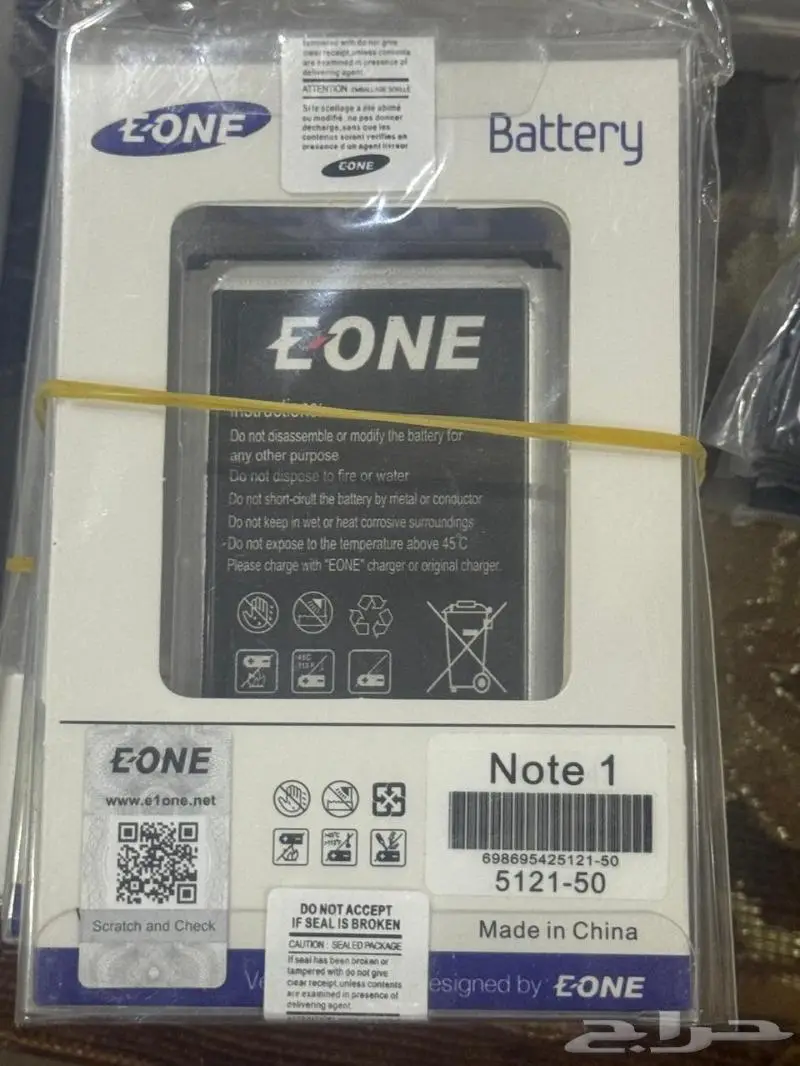 tampered with do not give
clear receipt,unless contents
are examined in presence of
delivering agent
ATTENTION : EMBALLAGE SCELLÉ
Si le scellage a été abimé
ou modifié ,ne pas donner
décharge,sans que les
contenus soient verifies en
presence d un agent livreur
E-ONE
E-ONE
Battery
E-ONE
Instructions:
Do not disassemble or modify the battery for
any other purpose
Do not dispose to fire or water
Do not short-cirult the battery by metal or conductor
Do not keep in wet or heat corrosive surroundings
-Do not expose to the temperature above 45°C
Please charge with "EONE" charger or original charger.
45C
113 F
E-ONE
www.e1one.net
Scratch and Check
Note 1
698695425121-50
5121-50
DO NOT ACCEPT
IF SEAL IS BROKEN
CAUTION : SEALED PACKAGE
If seal has been broken or
tampered with do not give
clear receipt,unless contents
are examined in presence of
delivering agent
Made in China
esigned by E-ONE
حراج